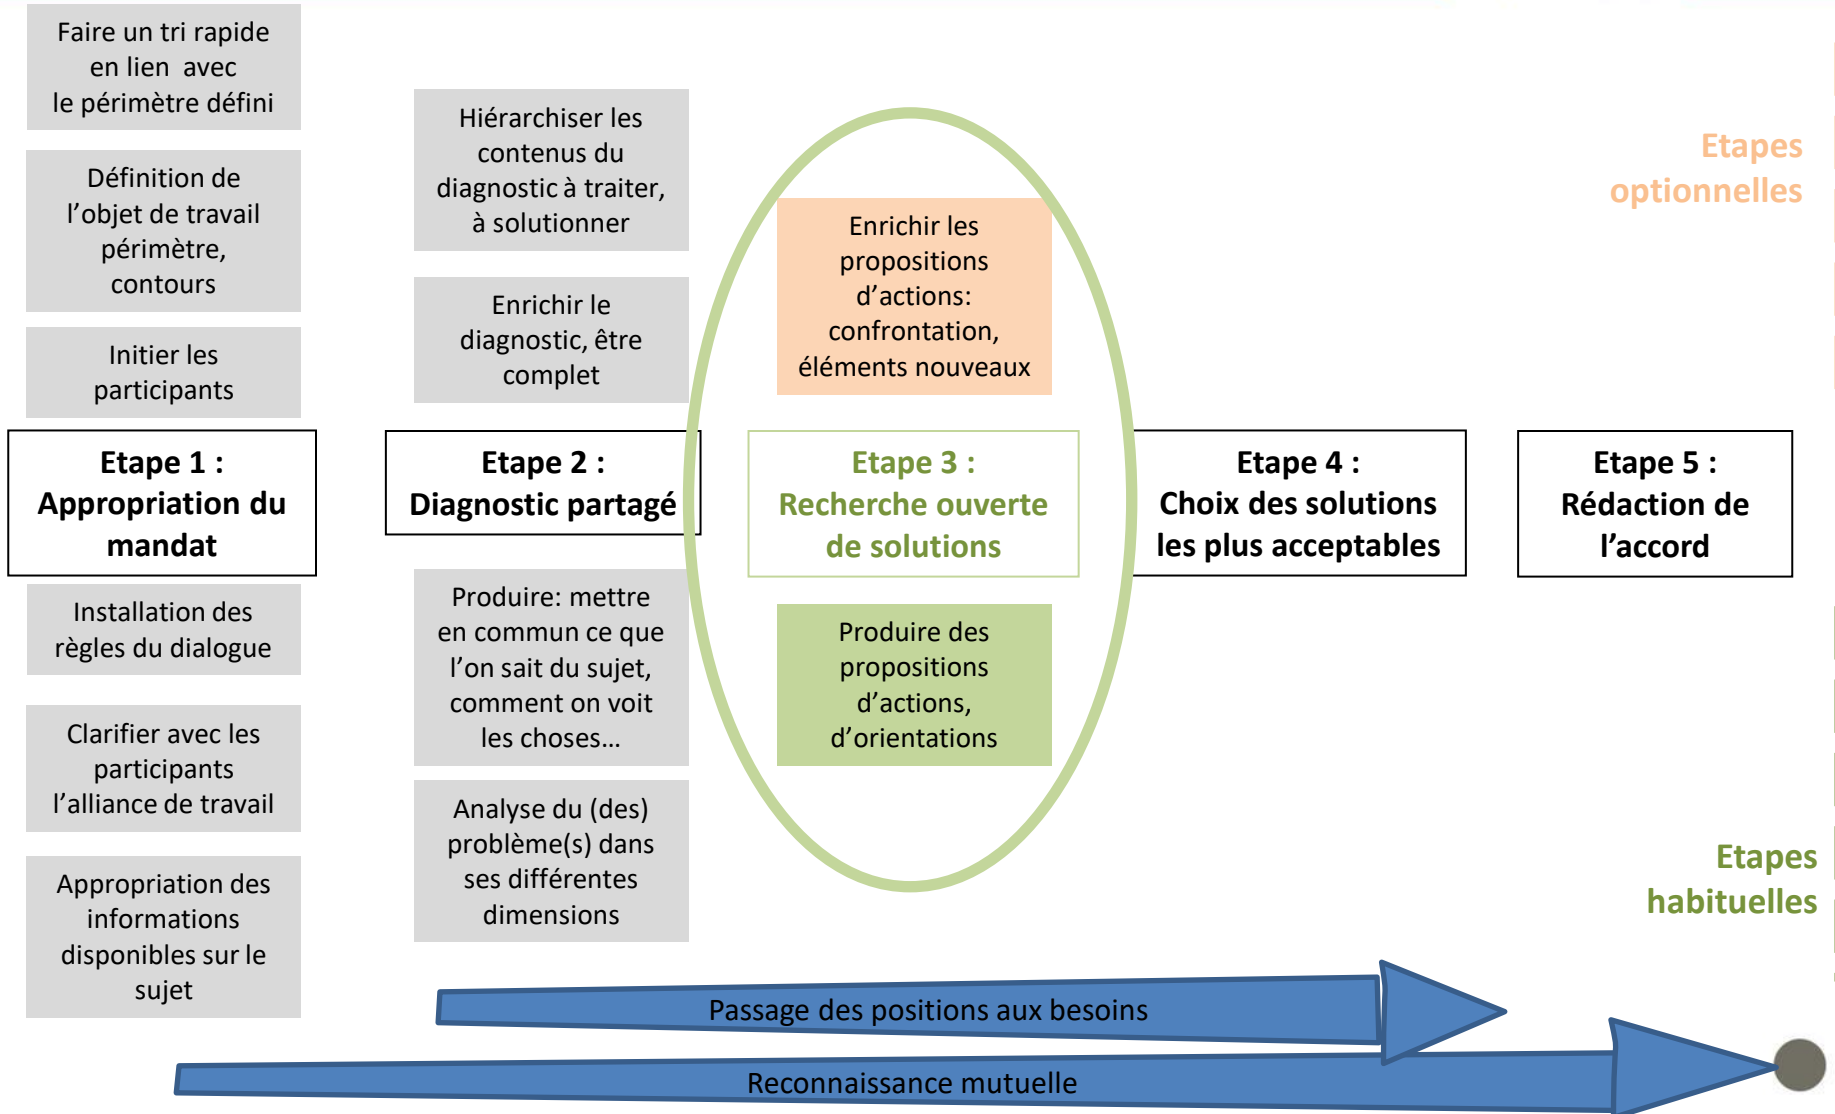 Faire un tri rapide
en lien avec
le périmètre défini
Définition de
l'objet de travail
périmètre,
contours
Initier les
participants
Etape 1 :
Appropriation du
mandat
Installation des
règles du dialogue
Clarifier avec les
participants
l'alliance de travail
Appropriation des
informations
disponibles sur le
sujet
Hiérarchiser les
contenus du
diagnostic à traiter,
à solutionner
Enrichir le
diagnostic, être
complet
Etape 2 :
Diagnostic partagé
Produire: mettre
en commun ce que
l'on sait du sujet,
comment on voit
les choses…
Analyse du (des)
problème(s) dans
ses différentes
dimensions
Enrichir les
propositions
d'actions:
confrontation,
éléments nouveaux
Etape 3 :
Recherche ouverte
de solutions
Produire des
propositions
d'actions,
d'orientations
Etape 4 :
Choix des solutions
les plus acceptables
Etape 5 :
Rédaction de
l'accord
Etapes
optionnelles
Etapes
habituelles
Passage des positions aux besoins
Reconnaissance mutuelle